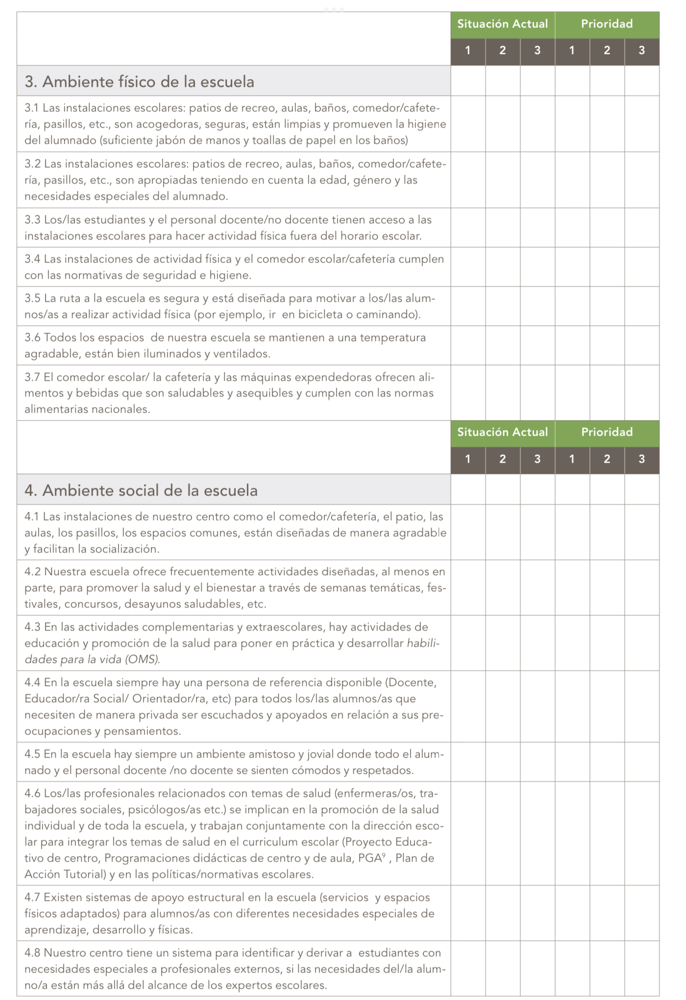 Situación Actual Prioridad
1 2 3 1 2 3
3. Ambiente físico de la escuela
3.1 Las instalaciones escolares: patios de recreo, aulas, baños, comedor/cafete-
ría, pasillos, etc., son acogedoras, seguras, están limpias y promueven la higiene
del alumnado (suficiente jabón de manos y toallas de papel en los baños)
3.2 Las instalaciones escolares: patios de recreo, aulas, baños, comedor/cafete-
ría, pasillos, etc., son apropiadas teniendo en cuenta la edad, género y las
necesidades especiales del alumnado.
3.3 Los/las estudiantes y el personal docente/no docente tienen acceso a las
instalaciones escolares para hacer actividad física fuera del horario escolar.
3.4 Las instalaciones de actividad física y el comedor escolar/cafetería cumplen
con las normativas de seguridad e higiene.
3.5 La ruta a la escuela es segura y está diseñada para motivar a los/las alum-
nos/as a realizar actividad física (por ejemplo, ir en bicicleta o caminando).
3.6 Todos los espacios de nuestra escuela se mantienen a una temperatura
agradable, están bien iluminados y ventilados.
3.7 El comedor escolar/ la cafetería y las máquinas expendedoras ofrecen ali-
mentos y bebidas que son saludables y asequibles y cumplen con las normas
alimentarias nacionales.
Situación Actual Prioridad
1 2 3 1 2 3
4. Ambiente social de la escuela
4.1 Las instalaciones de nuestro centro como el comedor/cafetería, el patio, las
aulas, los pasillos, los espacios comunes, están diseñadas de manera agradable
y facilitan la socialización.
4.2 Nuestra escuela ofrece frecuentemente actividades diseñadas, al menos en
parte, para promover la salud y el bienestar a través de semanas temáticas, fes-
tivales, concursos, desayunos saludables, etc.
4.3 En las actividades complementarias y extraescolares, hay actividades de
educación y promoción de la salud para poner en práctica y desarrollar habili-
dades para la vida (OMS).
4.4 En la escuela siempre hay una persona de referencia disponible (Docente,
Educador/ra Social/ Orientador/ra, etc) para todos los/las alumnos/as que
necesiten de manera privada ser escuchados y apoyados en relación a sus pre-
ocupaciones y pensamientos.
4.5 En la escuela hay siempre un ambiente amistoso y jovial donde todo el alum-
nado y el personal docente /no docente se sienten cómodos y respetados.
4.6 Los/las profesionales relacionados con temas de salud (enfermeras/os, tra-
bajadores sociales, psicólogos/as etc.) se implican en la promoción de la salud
individual y de toda la escuela, y trabajan conjuntamente con la dirección esco-
lar para integrar los temas de salud en el curriculum escolar (Proyecto Educa-
tivo de centro, Programaciones didácticas de centro y de aula, PGA⁹ , Plan de
Acción Tutorial) y en las políticas/normativas escolares.
4.7 Existen sistemas de apoyo estructural en la escuela (servicios y espacios
físicos adaptados) para alumnos/as con diferentes necesidades especiales de
aprendizaje, desarrollo y físicas.
4.8 Nuestro centro tiene un sistema para identificar y derivar a estudiantes con
necesidades especiales a profesionales externos, si las necesidades del/la alum-
no/a están más allá del alcance de los expertos escolares.